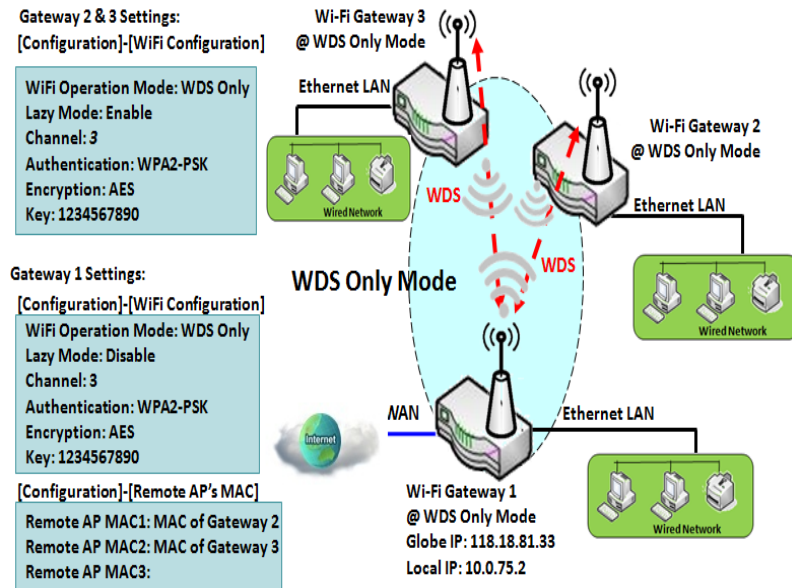 Gateway 2 & 3 Settings:
[Configuration]-[WiFi Configuration]
WiFi Operation Mode: WDS Only
Lazy Mode: Enable
Channel: 3
Authentication: WPA2-PSK
Encryption: AES
Key: 1234567890
Wi-Fi Gateway 3
@ WDS Only Mode
Ethernet LAN
Wired Network
Wi-Fi Gateway 2
@ WDS Only Mode
Ethernet LAN
Wired Network
WDS
WDS
WDS Only Mode
Gateway 1 Settings:
[Configuration]-[WiFi Configuration]
WiFi Operation Mode: WDS Only
Lazy Mode: Disable
Channel: 3
Authentication: WPA2-PSK
Encryption: AES
Key: 1234567890
[Configuration]-[Remote AP's MAC]
Remote AP MAC1: MAC of Gateway 2
Remote AP MAC2: MAC of Gateway 3
Remote AP MAC3:
Internet
WAN
Ethernet LAN
Wired Network
Wi-Fi Gateway 1
@ WDS Only Mode
Globe IP: 118.18.81.33
Local IP: 10.0.75.2